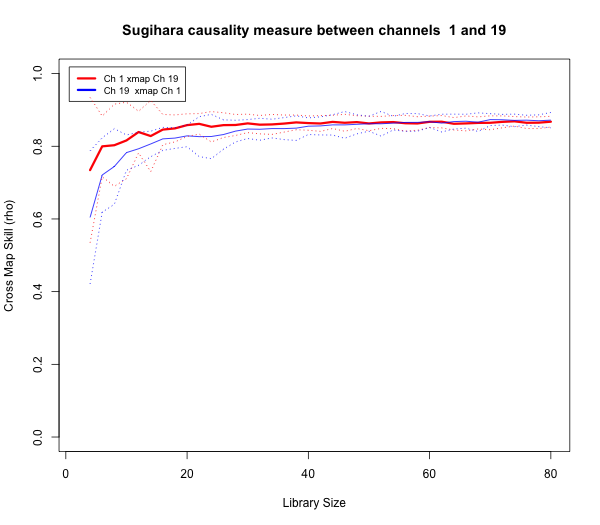 Sugihara causality measure between channels  1 and 19
Ch 1 xmap Ch 19
Ch 19  xmap Ch 1
Cross Map Skill (rho)
1.0
0.8
0.6
0.4
0.2
0.0
0 20 40 60 80
Library Size